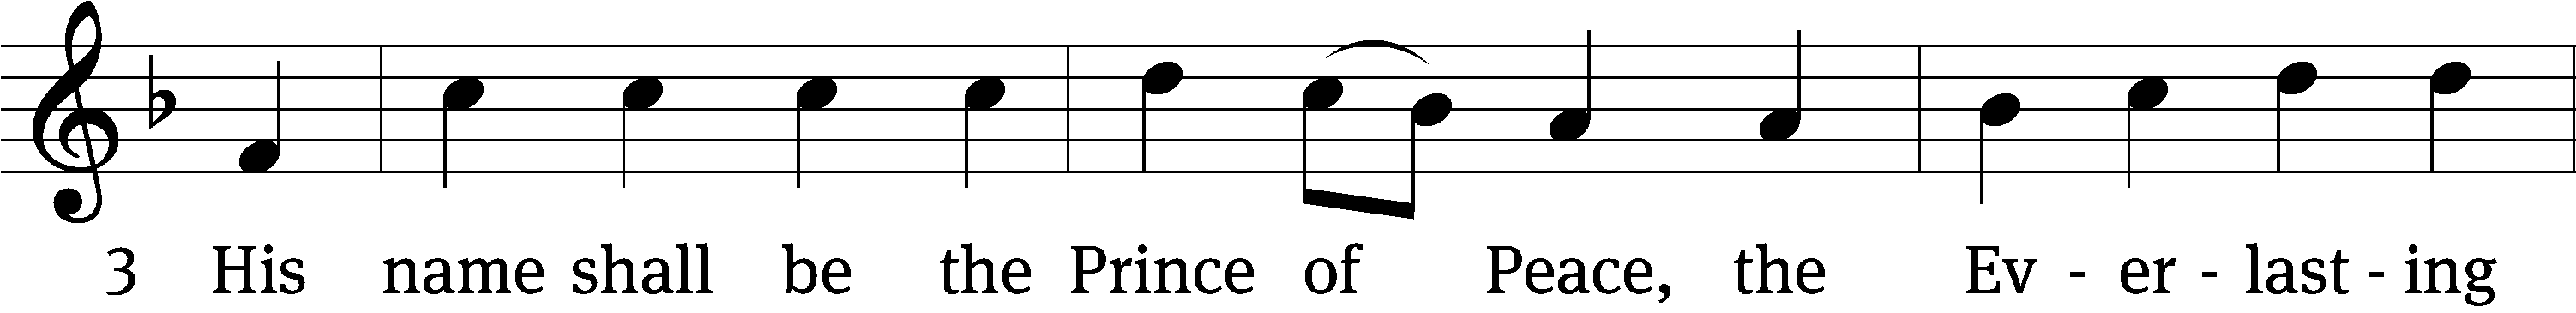 3 His name shall be the Prince of Peace, the Ev - er - last - ing